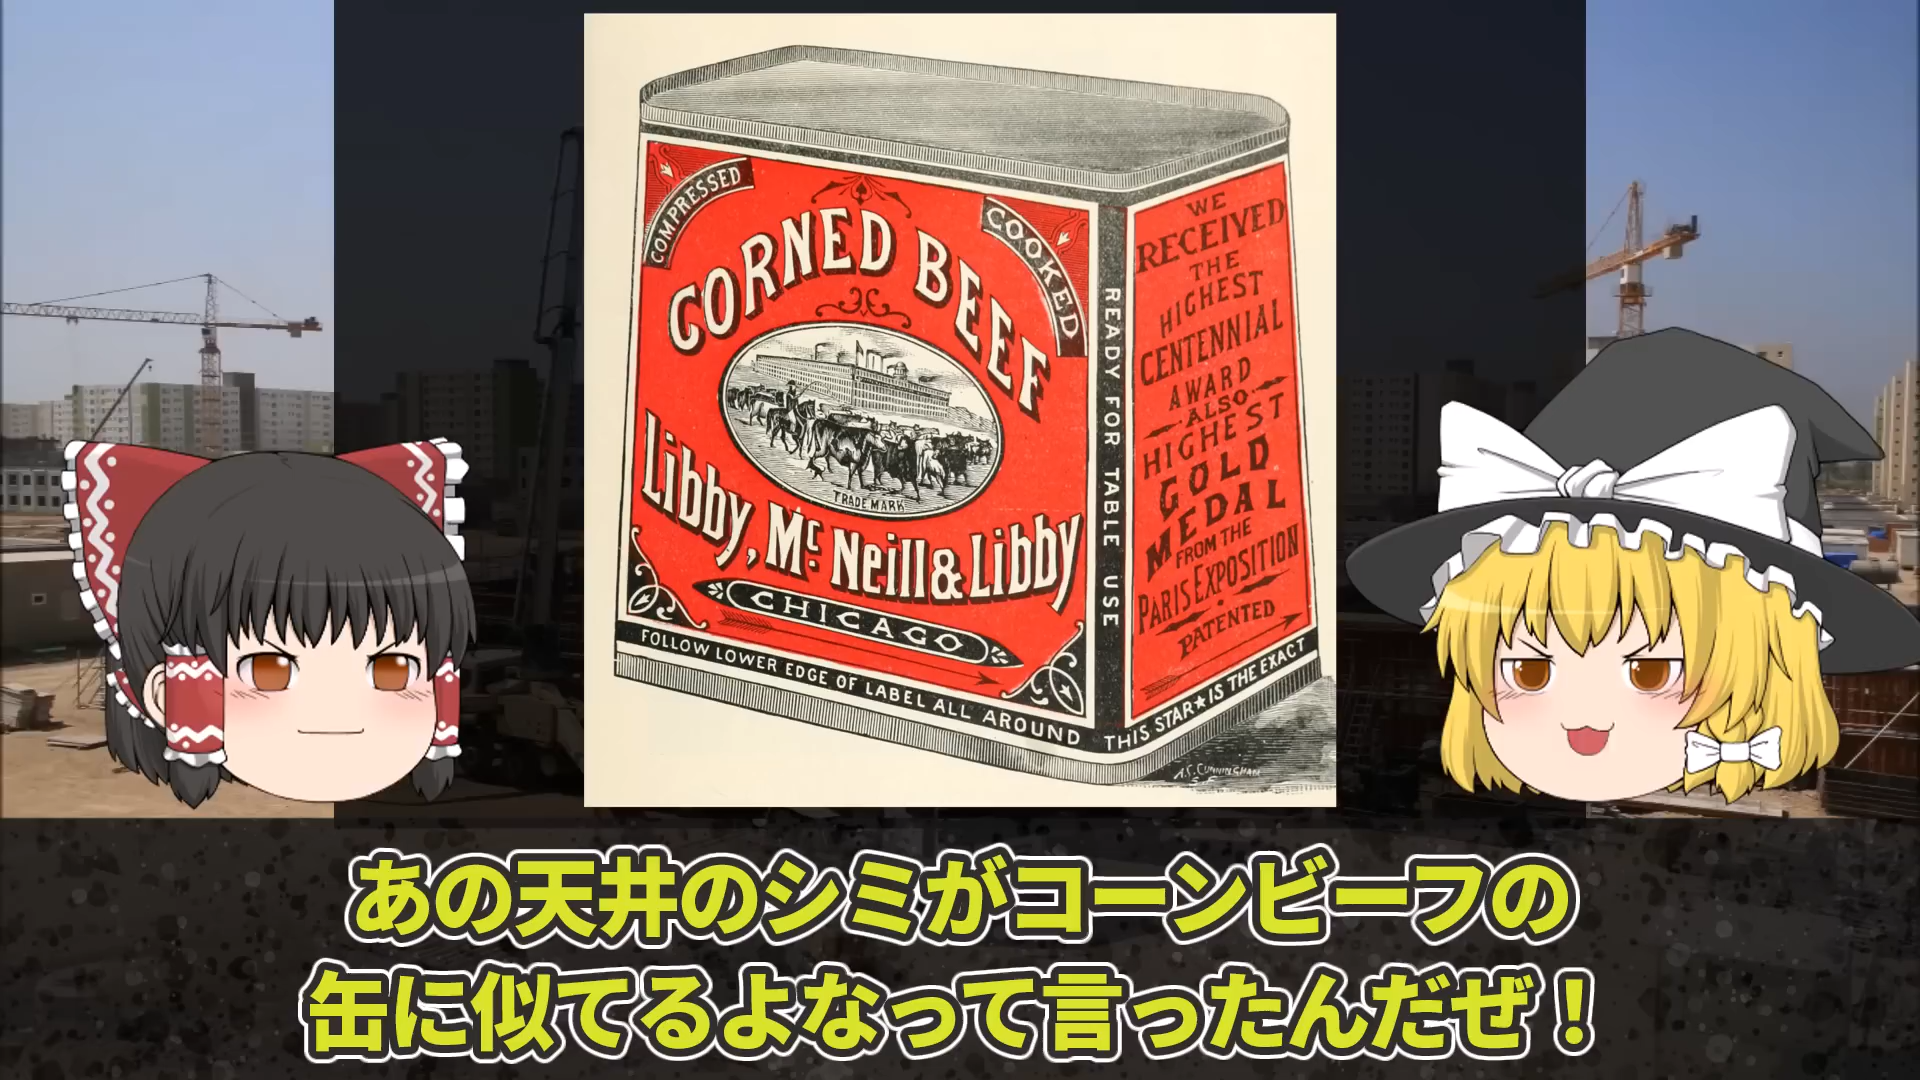 COMPRESSED
COOKED
CORNED BEEF
TRADE MARK
Libby, Mc Neill & Libby
CHICAGO
FOLLOW LOWER EDGE OF LABEL ALL AROUND
READY FOR TABLE USE
WE
RECEIVED
THE
HIGHEST
CENTENNIAL
AWARD
ALSO
HIGHEST
GOLD
MEDAL
FROM THE
PARIS EXPOSITION
PATENTED
THIS STAR★IS THE EXACT
あの天井のシミがコーンビーフの
缶に似てるよなって言ったんだぜ！